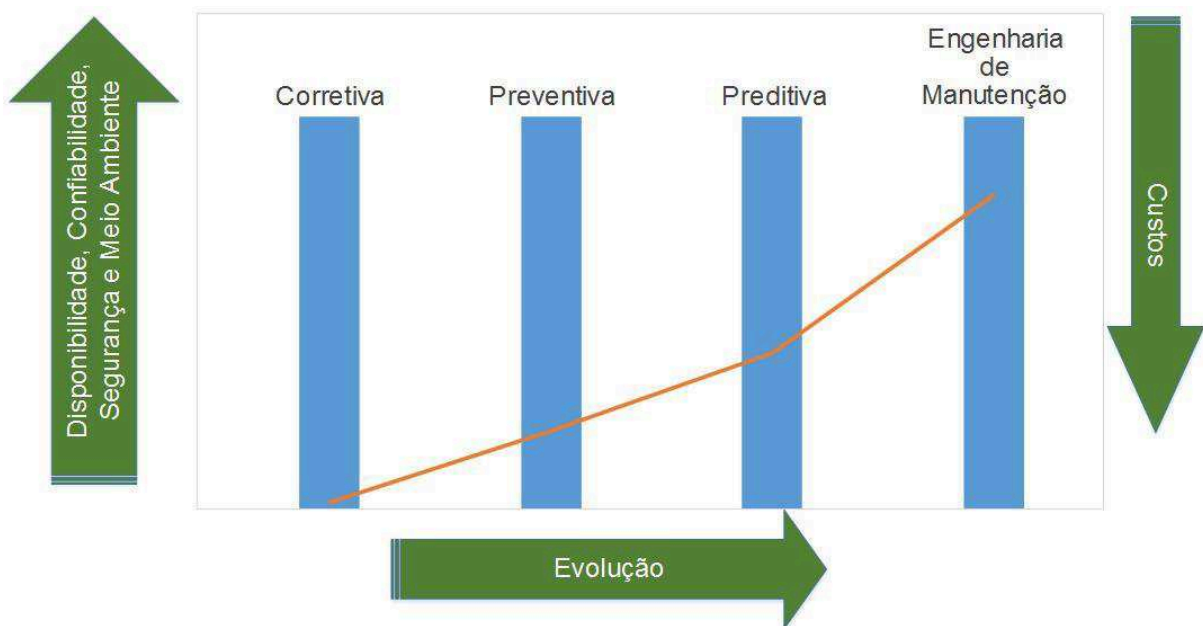 Disponibilidade, Confiabilidade,
Segurança e Meio Ambiente
Corretiva
Preventiva
Preditiva
Engenharia
de
Manutenção
Custos
Evolução